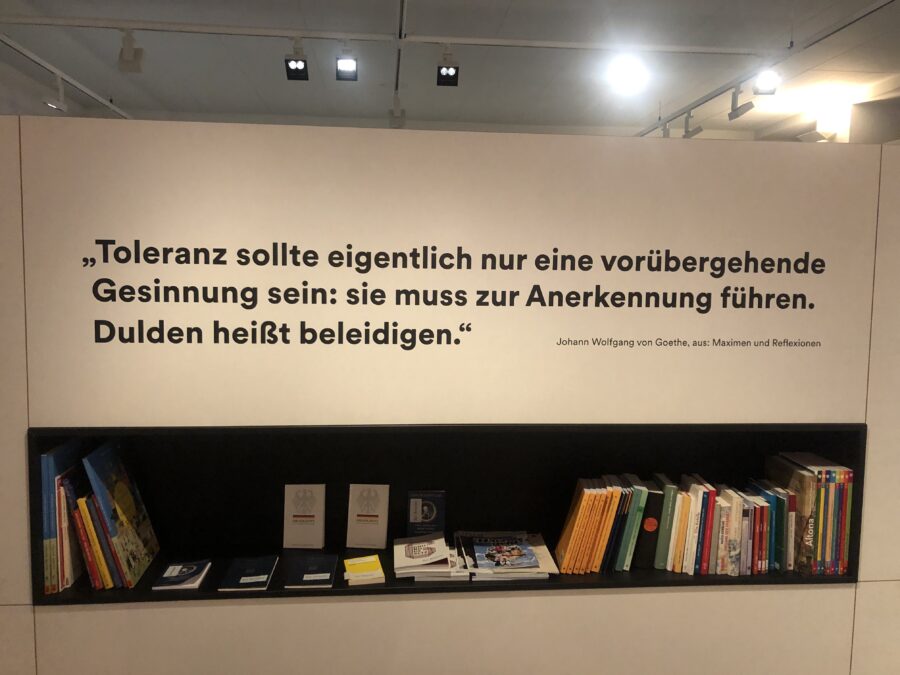 „Toleranz sollte eigentlich nur eine vorübergehende
Gesinnung sein: sie muss zur Anerkennung führen.
Dulden heißt beleidigen.“
Johann Wolfgang von Goethe, aus: Maximen und Reflexionen
Altona